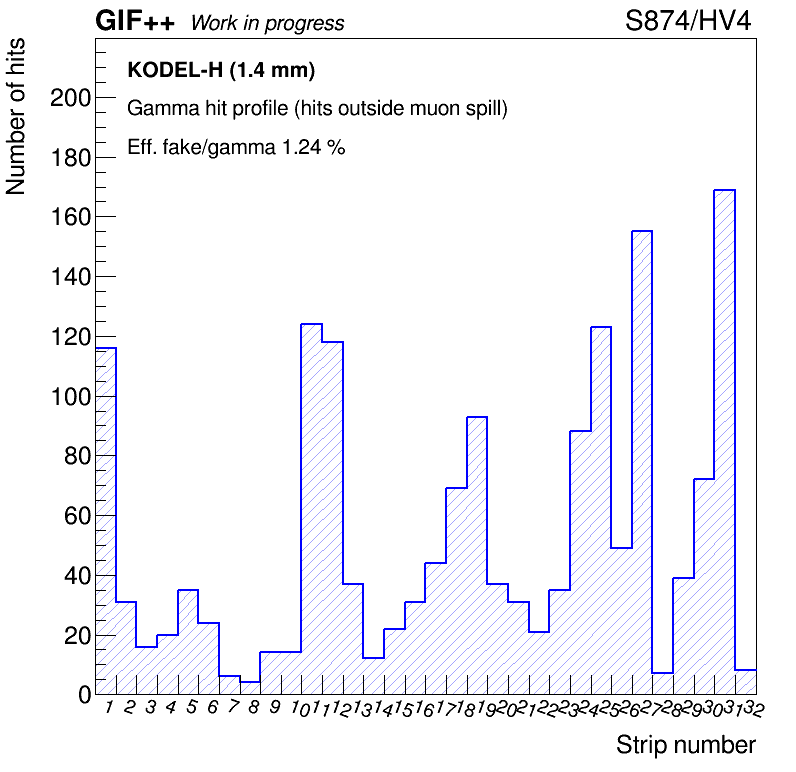 GIF++ Work in progress S874/HV4
Number of hits
KODEL-H (1.4 mm)
Gamma hit profile (hits outside muon spill)
Eff. fake/gamma 1.24 %
200
180
160
140
120
100
80
60
40
20
0
1 2 3 4 5 6 7 8 9 10 11 12 13 14 15 16 17 18 19 20 21 22 23 24 25 26 27 28 29 30 31 32
Strip number